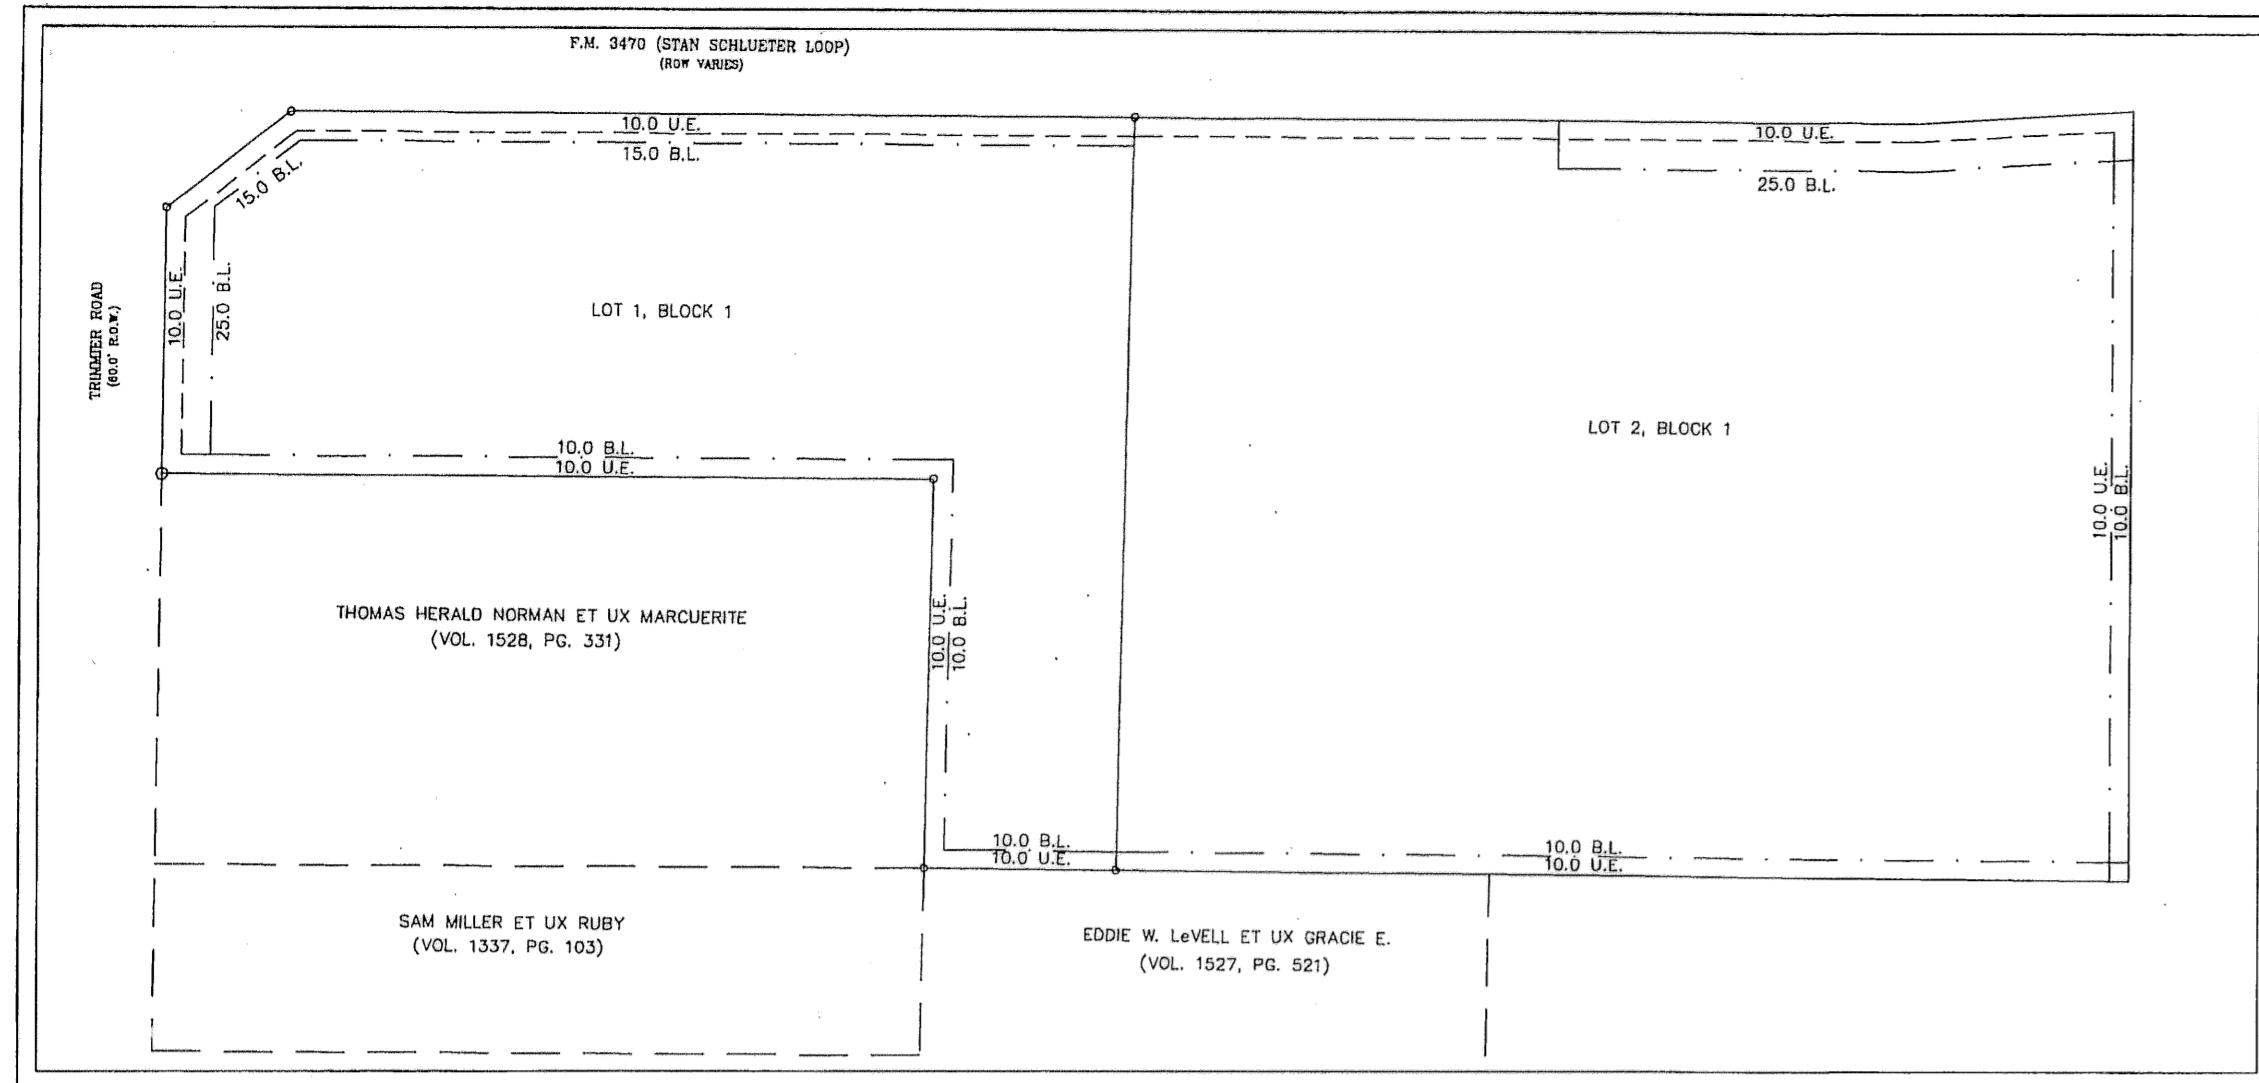 F.M. 3470 (STAN SCHLUETER LOOP)
(ROW VARIES)
10.0 U.E.
15.0 B.L.
10.0 U.E.
25.0 B.L.
15.0 B.L.
10.0 U.E.
25.0 B.L.
TRIMMIER ROAD
(60.0' R.O.W.)
LOT 1, BLOCK 1
LOT 2, BLOCK 1
10.0 B.L.
10.0 U.E.
10.0 U.E.
10.0 B.L.
THOMAS HERALD NORMAN ET UX MARCUERITE
(VOL. 1528, PG. 331)
10.0 U.E.
10.0 B.L.
10.0 B.L.
10.0 U.E.
10.0 B.L.
10.0 U.E.
SAM MILLER ET UX RUBY
(VOL. 1337, PG. 103)
EDDIE W. LeVELL ET UX GRACIE E.
(VOL. 1527, PG. 521)